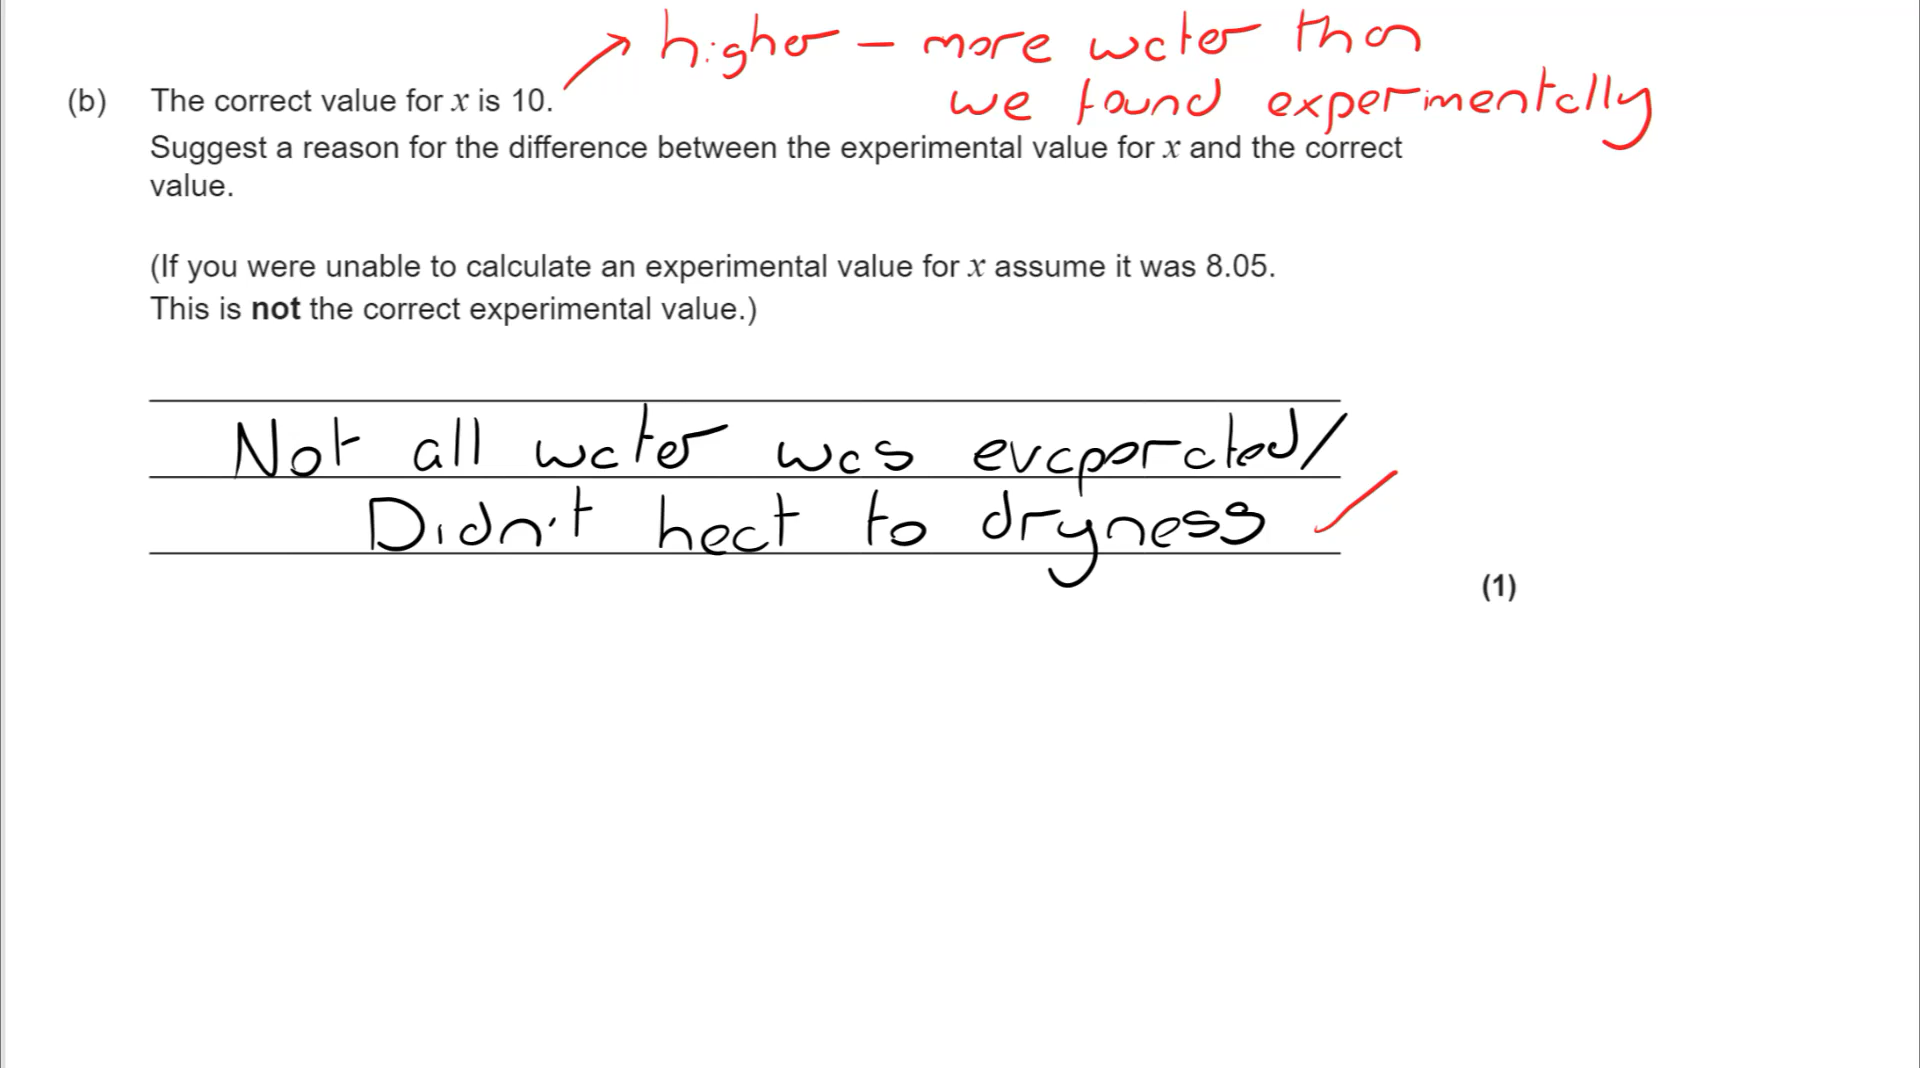 higher – more water than
we found experimentally
(b) The correct value for x is 10.
Suggest a reason for the difference between the experimental value for x and the correct
value.
(If you were unable to calculate an experimental value for x assume it was 8.05.
This is not the correct experimental value.)
Not all water was evaporated/
Didn't heat to dryness
(1)